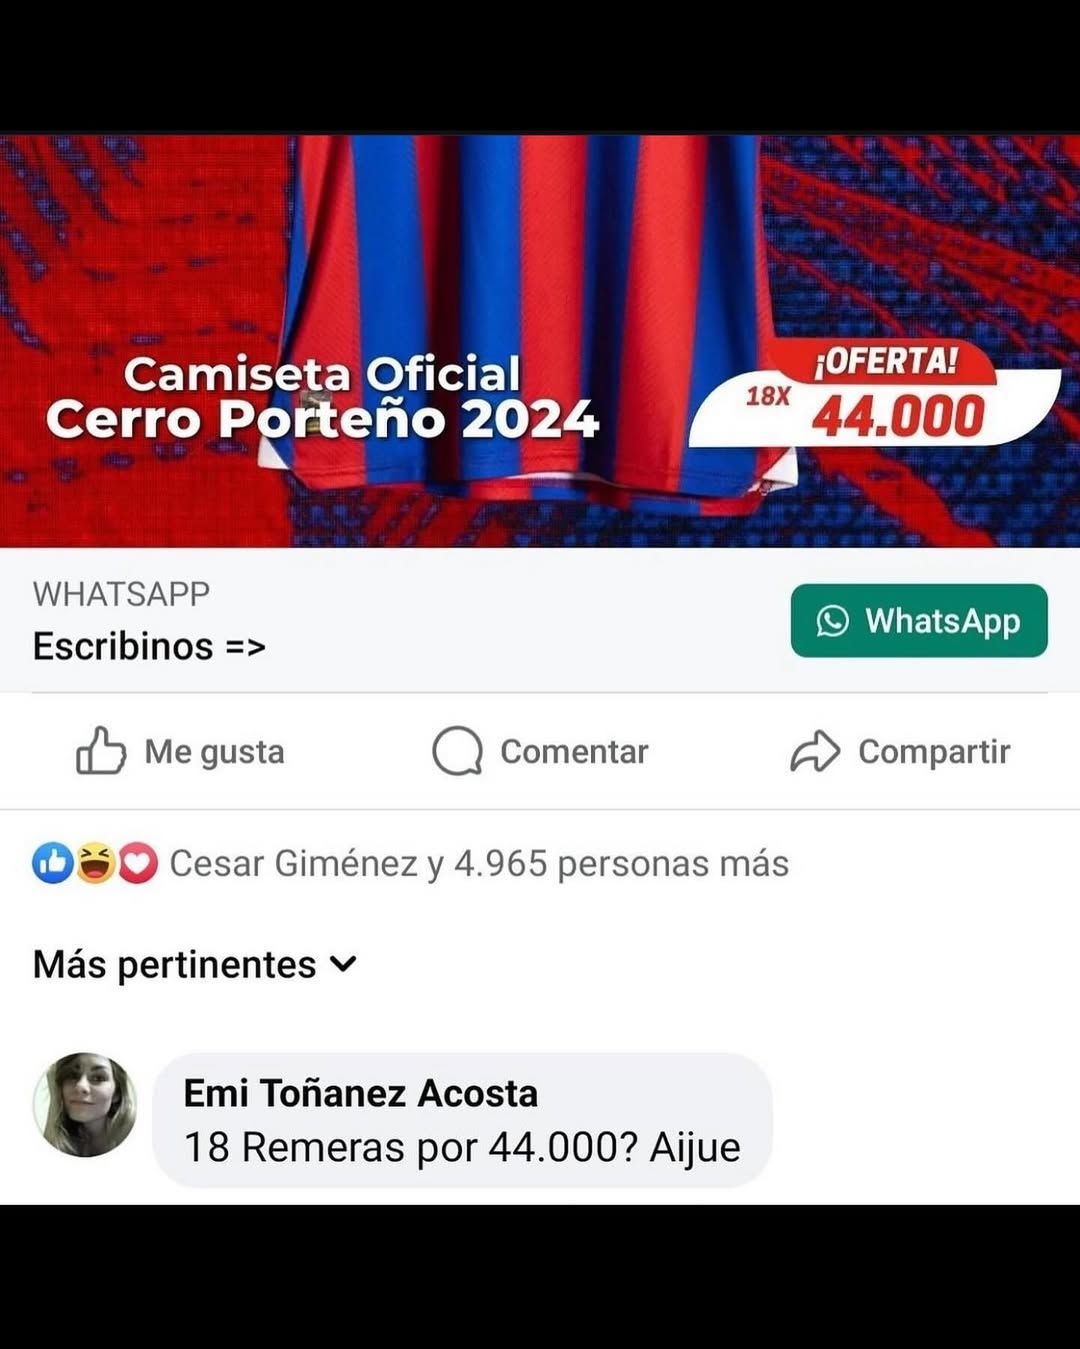 Camiseta Oficial
Cerro Porteño 2024
¡OFERTA!
18X 44.000
WHATSAPP
Escribinos =>
WhatsApp
Me gusta
Comentar
Compartir
Cesar Giménez y 4.965 personas más
Más pertinentes
Emi Toñanez Acosta
18 Remeras por 44.000? Aijue